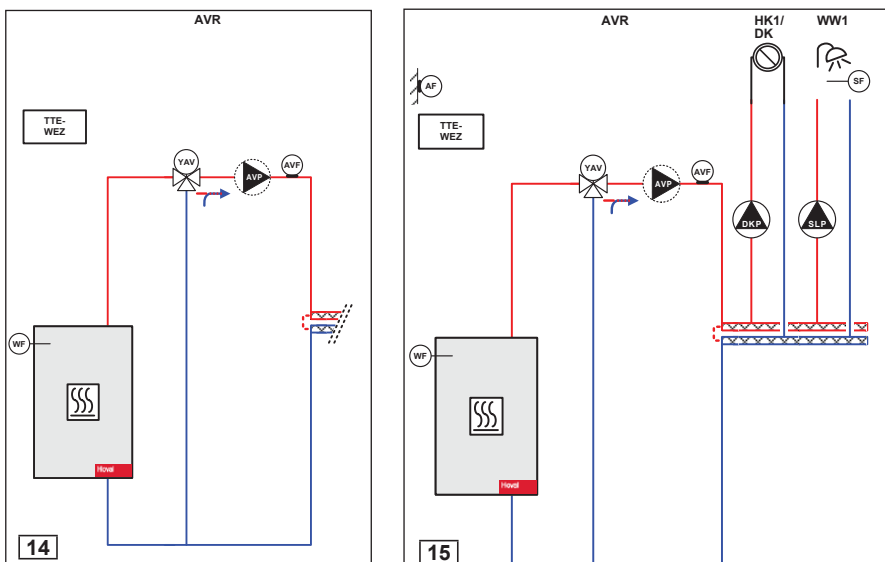 AVR
TTE-
WEZ
YAV
AVP
AVF
WF
Hoval
14
AVR
HK1/
DK
WW1
AF
SF
TTE-
WEZ
YAV
AVP
AVF
DKP
SLP
WF
Hoval
15